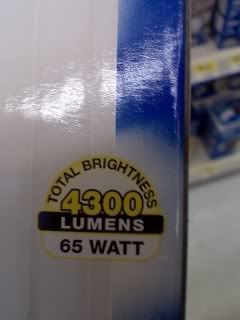 TOTAL BRIGHTNESS
4300
LUMENS
65 WATT